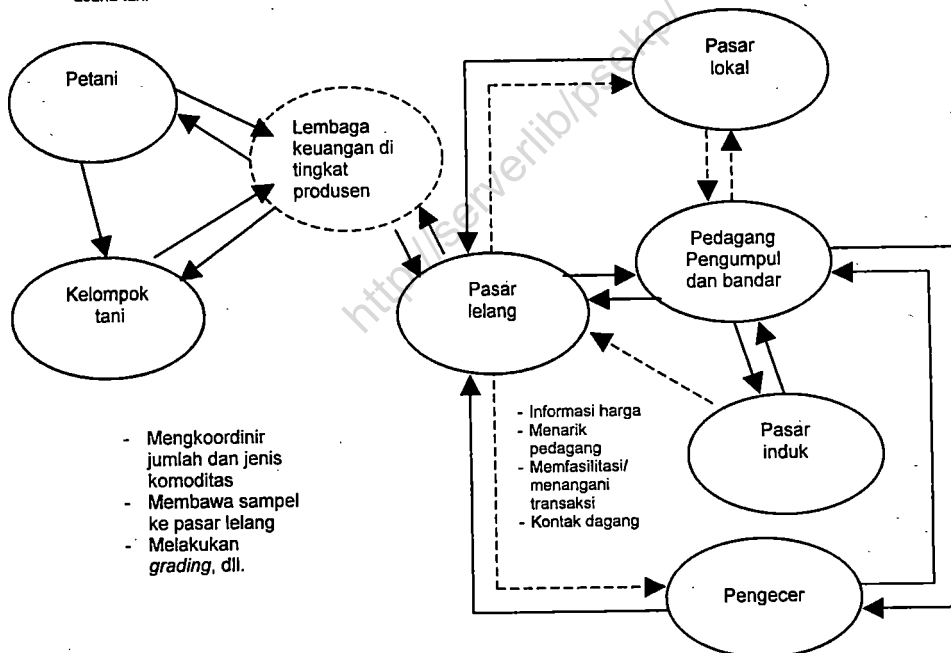 Petani
Lembaga
keuangan di
tingkat
produsen
Kelompok
tani
Pasar
lokal
Pedagang
Pengumpul
dan bandar
Pasar
lelang
Pasar
induk
Pengecer
- Mengkoordinir
jumlah dan jenis
komoditas
- Membawa sampel
ke pasar lelang
- Melakukan
grading, dll.
- Informasi harga
- Menarik
pedagang
- Memfasilitasi/
menangani
transaksi
- Kontak dagang
http://serverlib/psekp/